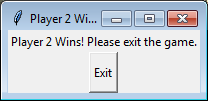 Player 2 Wi...
Player 2 Wins! Please exit the game.
Exit